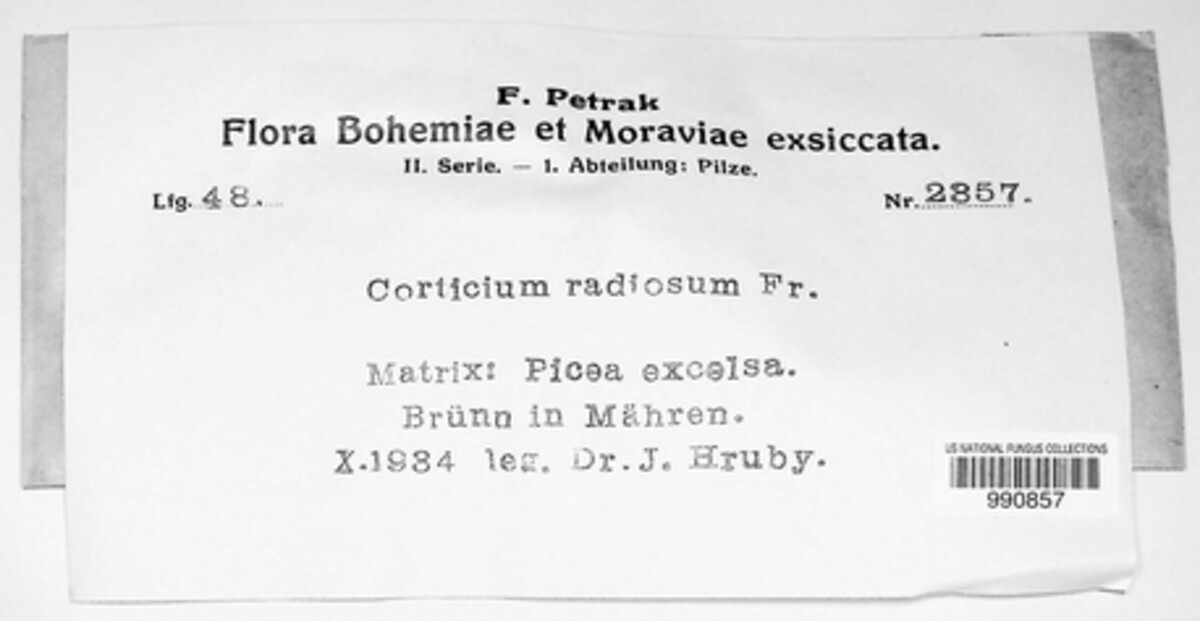 F. Petrak
Flora Bohemiae et Moraviae exsiccata.
II. Serie. — 1. Abteilung: Pilze.
Lfg. 48. Nr. 2857.
Corticium radiosum Fr.
Matrix: Picea excelsa.
Brünn in Mähren.
X.1934 leg. Dr. J. Hruby.
US NATIONAL FUNGUS COLLECTIONS
990857